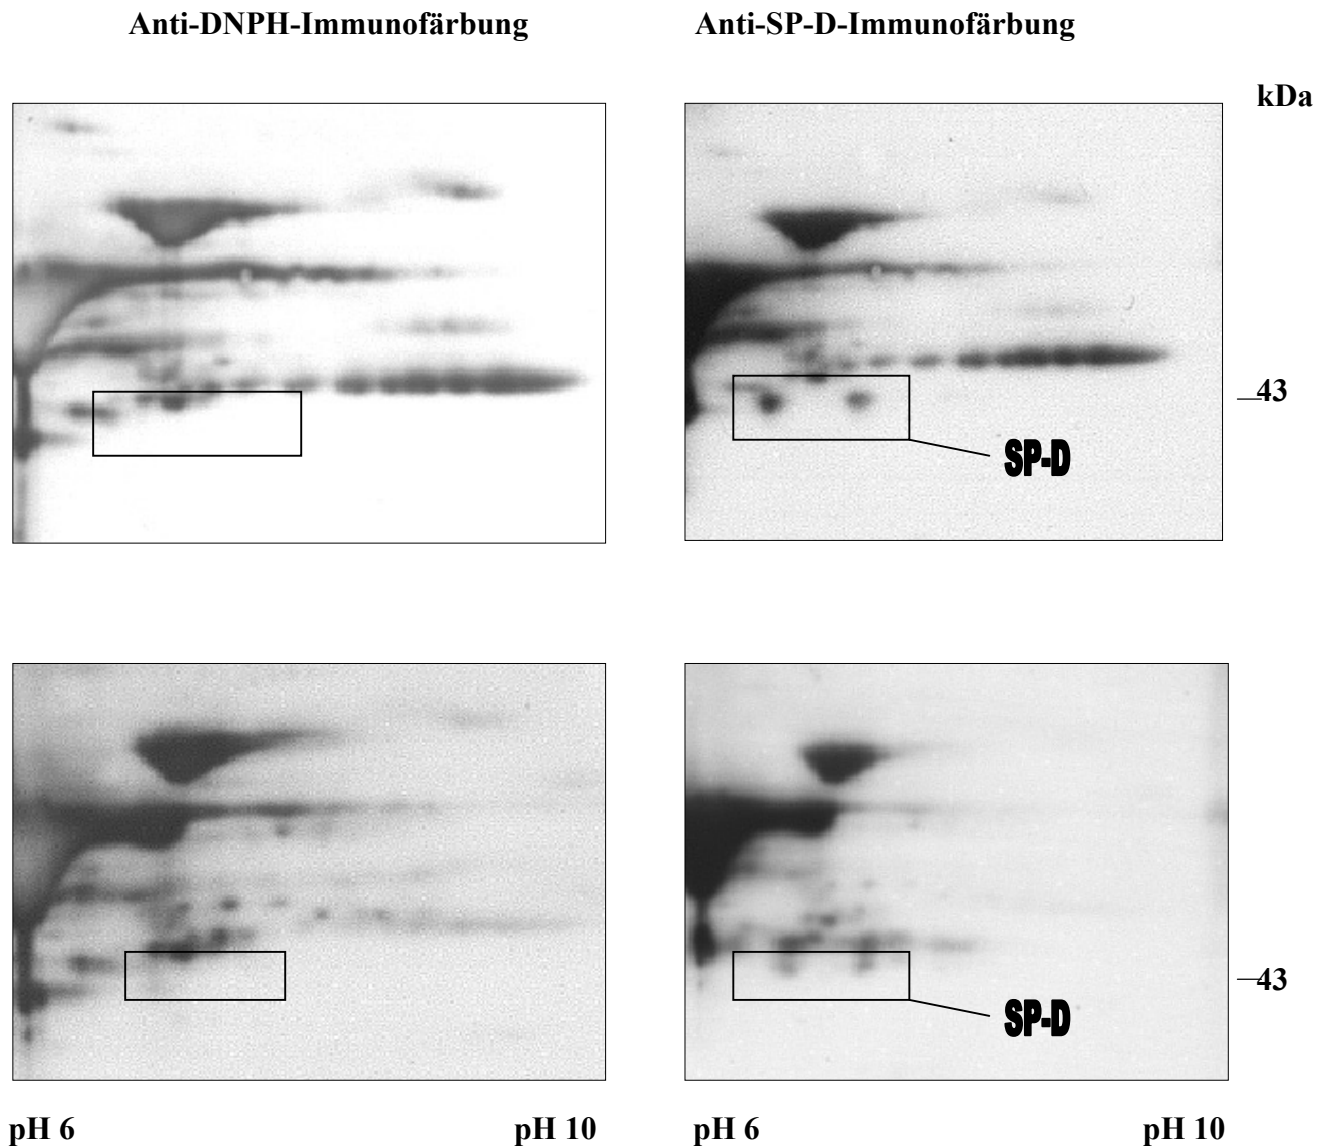 Anti-DNPH-Immunofärbung Anti-SP-D-Immunofärbung
kDa
43
SP-D
43
SP-D
pH 6 pH 10 pH 6 pH 10